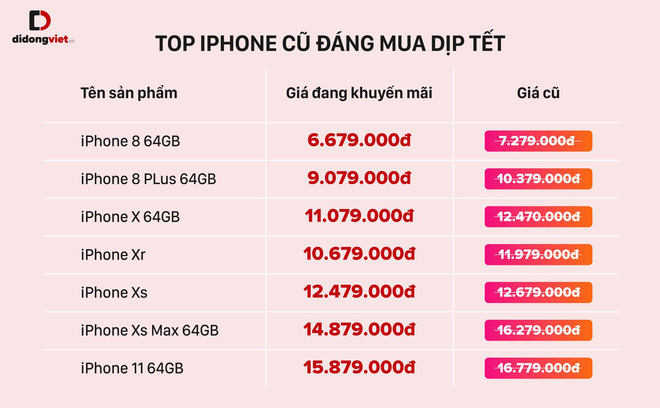 didongviet.vn
TOP IPHONE CŨ ĐÁNG MUA DỊP TẾT
Tên sản phẩm Giá đang khuyến mãi Giá cũ
iPhone 8 64GB 6.679.000đ 7.279.000đ
iPhone 8 PLus 64GB 9.079.000đ 10.379.000đ
iPhone X 64GB 11.079.000đ 12.470.000đ
iPhone Xr 10.679.000đ 11.979.000đ
iPhone Xs 12.479.000đ 12.679.000đ
iPhone Xs Max 64GB 14.879.000đ 16.279.000đ
iPhone 11 64GB 15.879.000đ 16.779.000đ